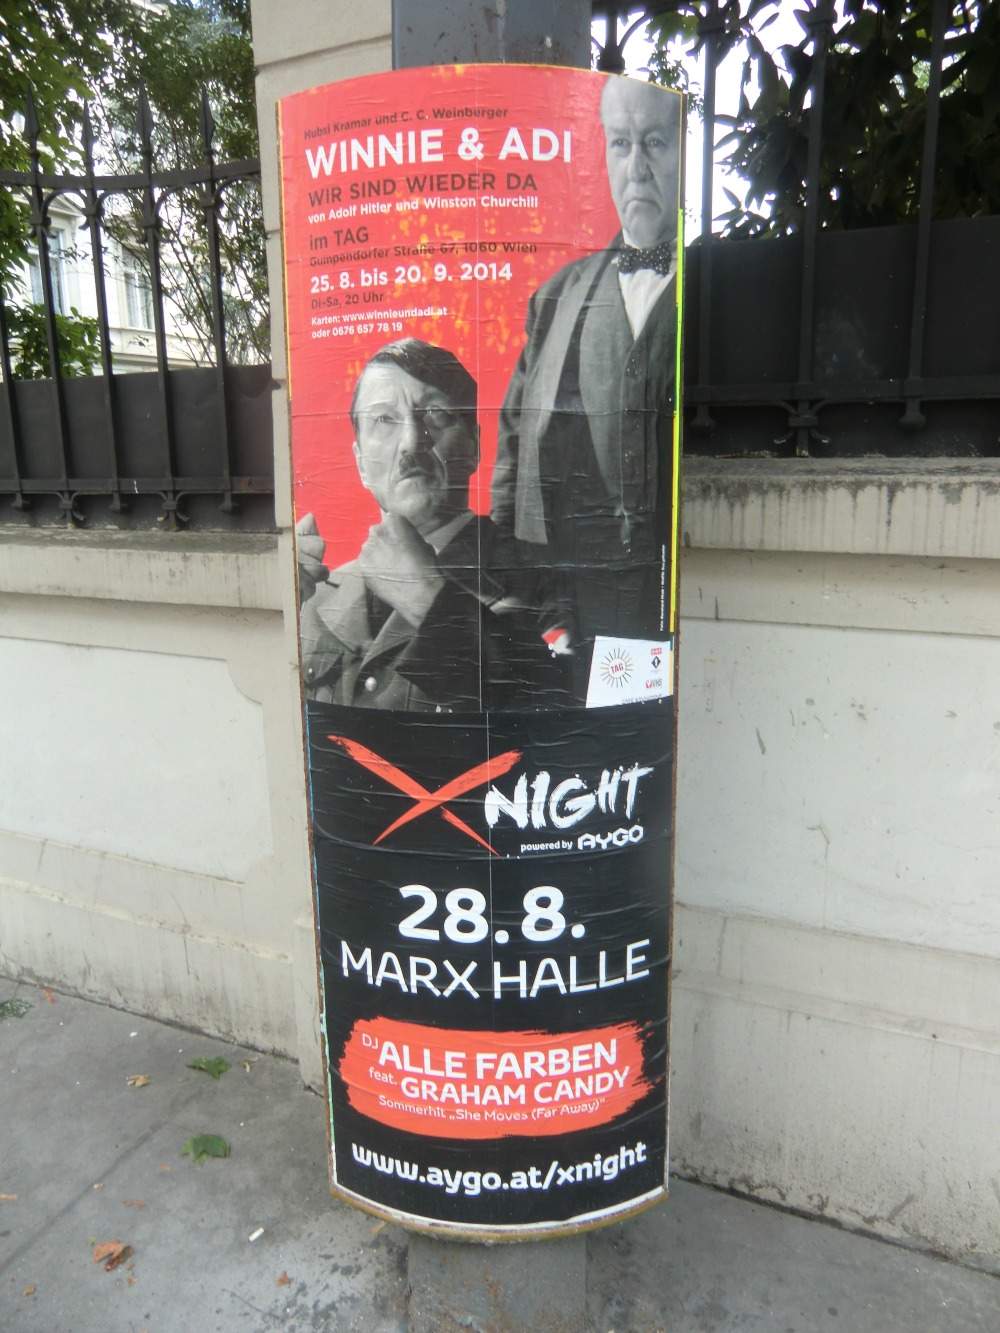 Hubsi Kramar und C. C. Weinberger
WINNIE & ADI
WIR SIND WIEDER DA
von Adolf Hitler und Winston Churchill
im TAG
Gumpendorfer Straße 67, 1060 Wien
25. 8. bis 20. 9. 2014
Di-Sa, 20 Uhr
Karten: www.winnieundadi.at
oder 0676 657 78 19
TAG
NIGHT
powered by AYGO
28.8.
MARX HALLE
DJ ALLE FARBEN
feat. GRAHAM CANDY
Sommerhit „She Moves (Far Away)"
www.aygo.at/xnight